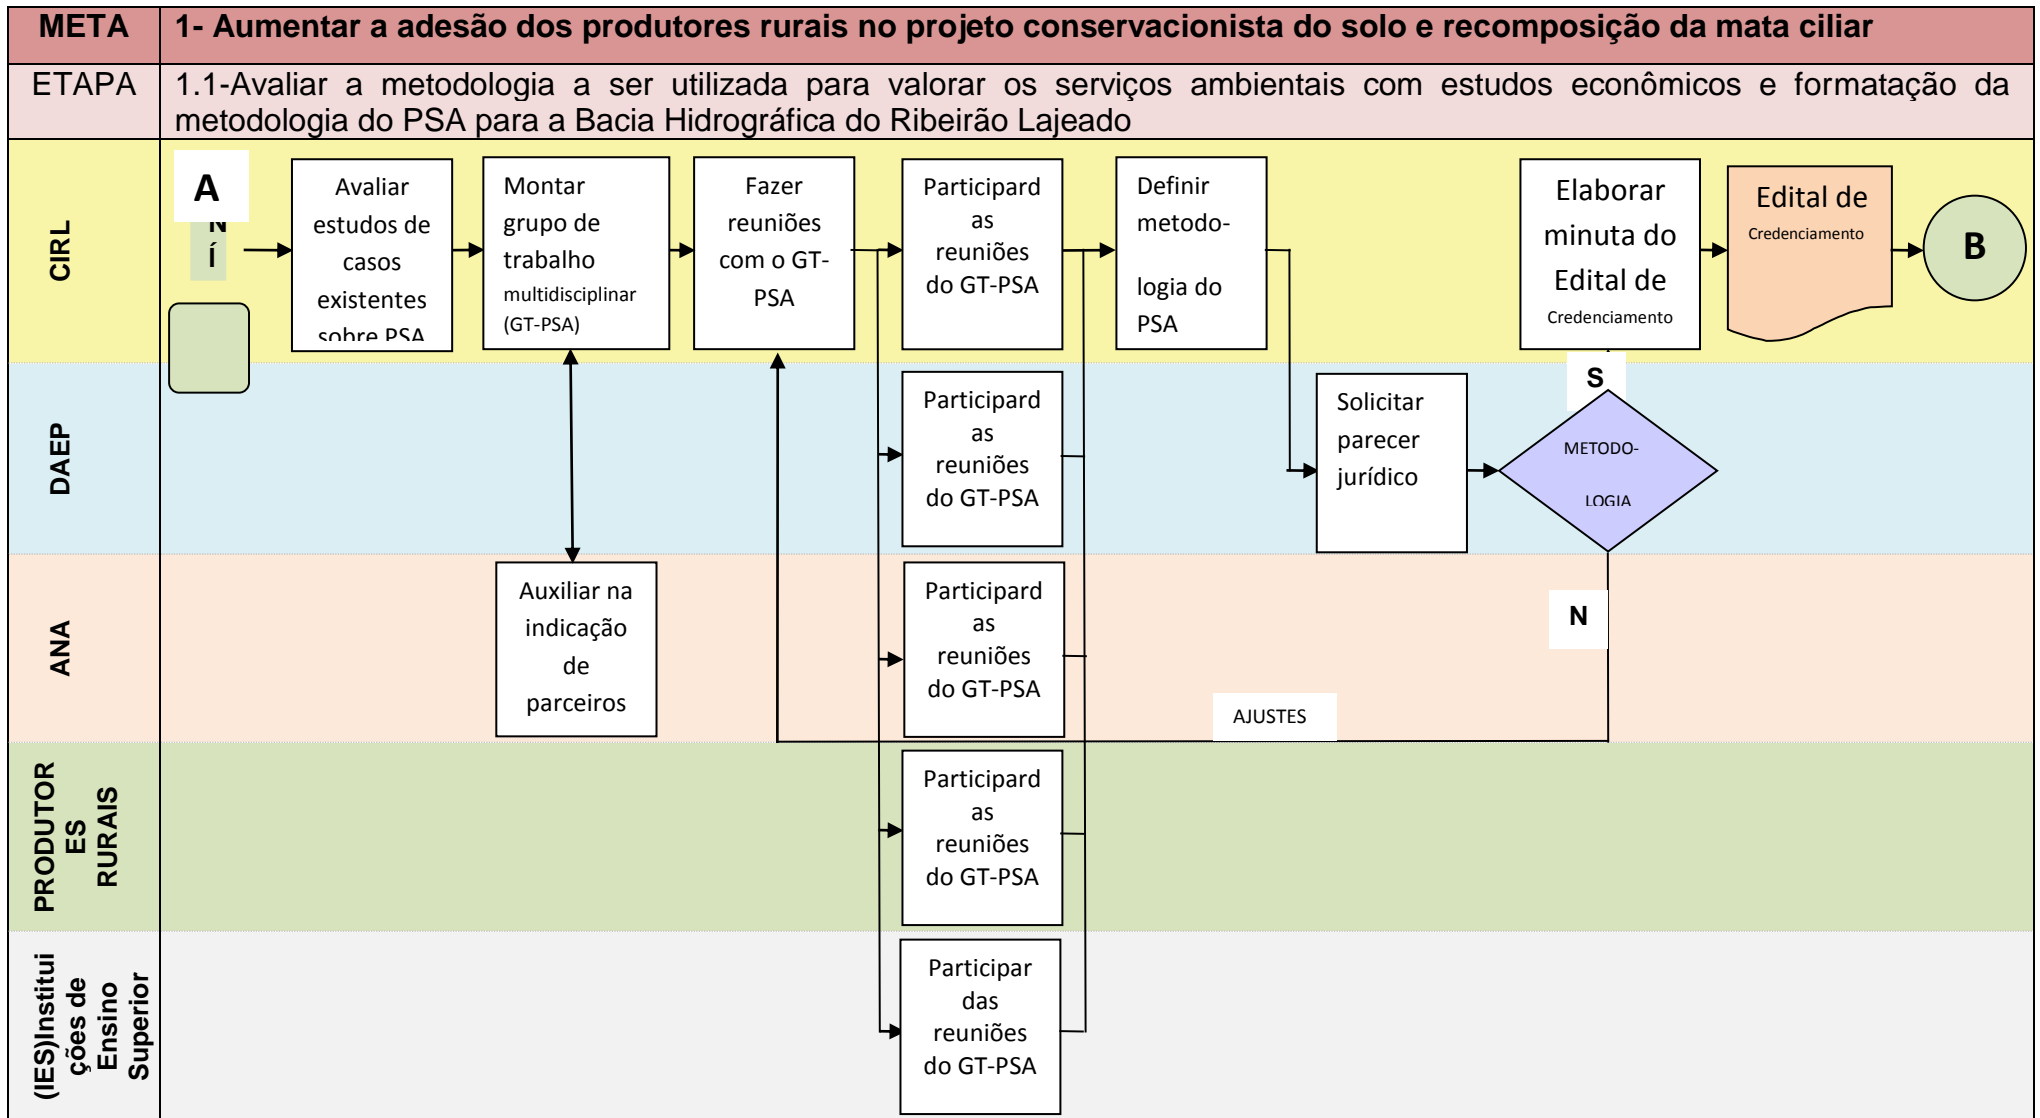 META
1- Aumentar a adesão dos produtores rurais no projeto conservacionista do solo e recomposição da mata ciliar
ETAPA
1.1-Avaliar a metodologia a ser utilizada para valorar os serviços ambientais com estudos econômicos e formatação da
metodologia do PSA para a Bacia Hidrográfica do Ribeirão Lajeado
CIRL
A
N
Í
Avaliar
estudos de
casos
existentes
sobre PSA
Montar
grupo de
trabalho
multidisciplinar
(GT-PSA)
Fazer
reuniões
com o GT-
PSA
Participard
as
reuniões
do GT-PSA
Definir
metodo-
logia do
PSA
Elaborar
minuta do
Edital de
Credenciamento
Edital de
Credenciamento
B
DAEP
Participard
as
reuniões
do GT-PSA
Solicitar
parecer
jurídico
S
METODO-
LOGIA
ANA
Auxiliar na
indicação
de
parceiros
Participard
as
reuniões
do GT-PSA
N
AJUSTES
PRODUTOR
ES
RURAIS
Participard
as
reuniões
do GT-PSA
(IES)Institui
ções de
Ensino
Superior
Participar
das
reuniões
do GT-PSA